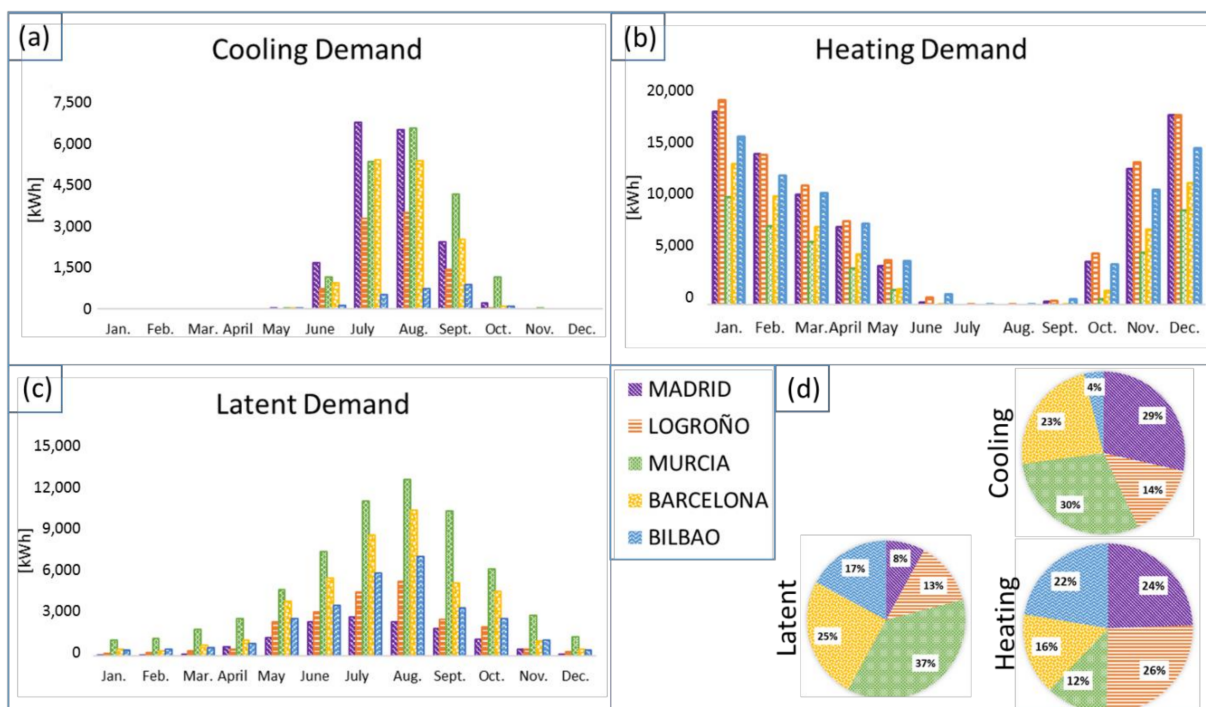 (a)
Cooling Demand
7,500
6,000
4,500
3,000
1,500
0
[kWh]
Jan. Feb. Mar. April May June July Aug. Sept. Oct. Nov. Dec.
(b)
Heating Demand
20,000
15,000
10,000
5,000
0
[kWh]
Jan. Feb. Mar. April May June July Aug. Sept. Oct. Nov. Dec.
(c)
Latent Demand
15,000
12,000
9,000
6,000
3,000
0
[kWh]
Jan. Feb. Mar. April May June July Aug. Sept. Oct. Nov. Dec.
MADRID
LOGROÑO
MURCIA
BARCELONA
BILBAO
(d)
Cooling
4%
29%
23%
14%
30%
Latent
8%
17%
13%
25%
37%
Heating
22%
24%
16%
12%
26%